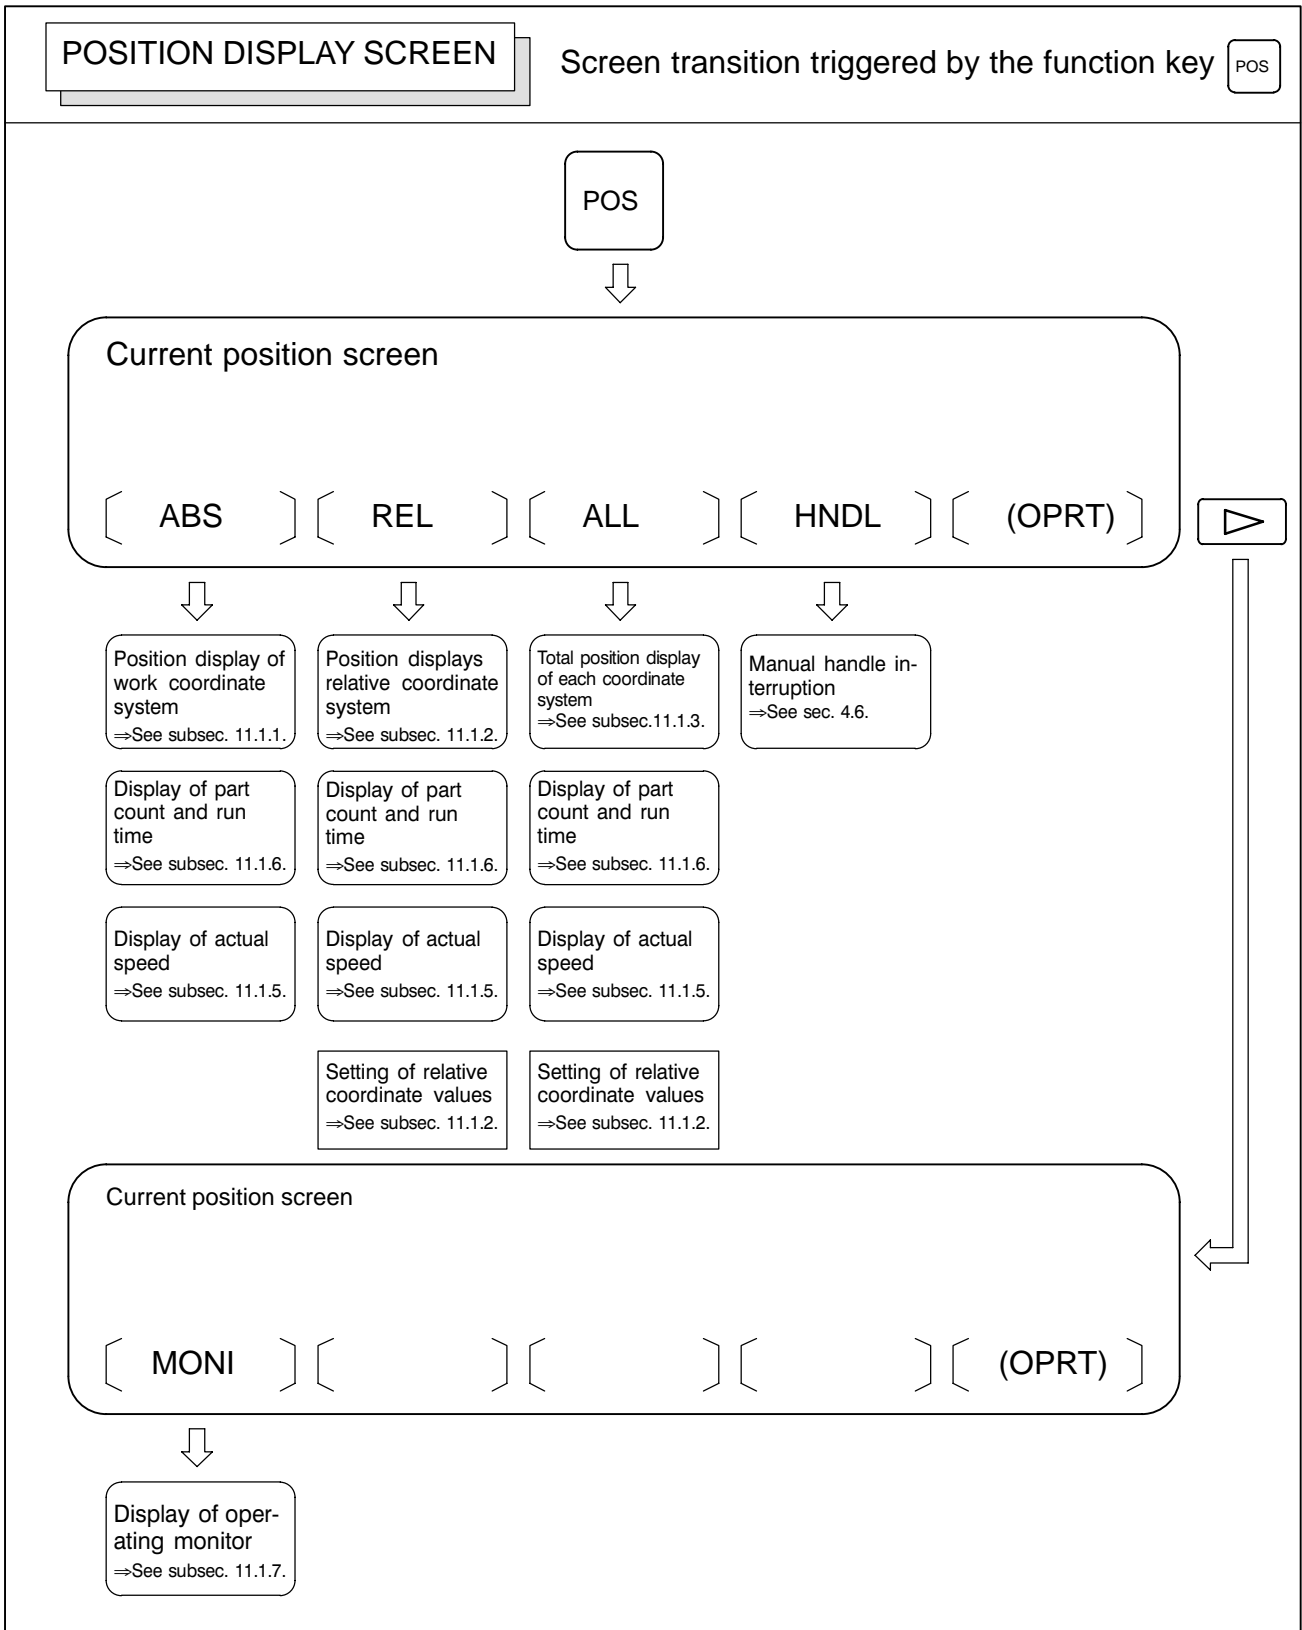 POSITION DISPLAY SCREEN
Screen transition triggered by the function key POS
POS
Current position screen
ABS REL ALL HNDL (OPRT)
Position display of
work coordinate
system
⇒See subsec. 11.1.1.
Position displays
relative coordinate
system
⇒See subsec. 11.1.2.
Total position display
of each coordinate
system
⇒See subsec.11.1.3.
Manual handle in-
terruption
⇒See sec. 4.6.
Display of part
count and run
time
⇒See subsec. 11.1.6.
Display of part
count and run
time
⇒See subsec. 11.1.6.
Display of part
count and run
time
⇒See subsec. 11.1.6.
Display of actual
speed
⇒See subsec. 11.1.5.
Display of actual
speed
⇒See subsec. 11.1.5.
Display of actual
speed
⇒See subsec. 11.1.5.
Setting of relative
coordinate values
⇒See subsec. 11.1.2.
Setting of relative
coordinate values
⇒See subsec. 11.1.2.
Current position screen
MONI (OPRT)
Display of oper-
ating monitor
⇒See subsec. 11.1.7.